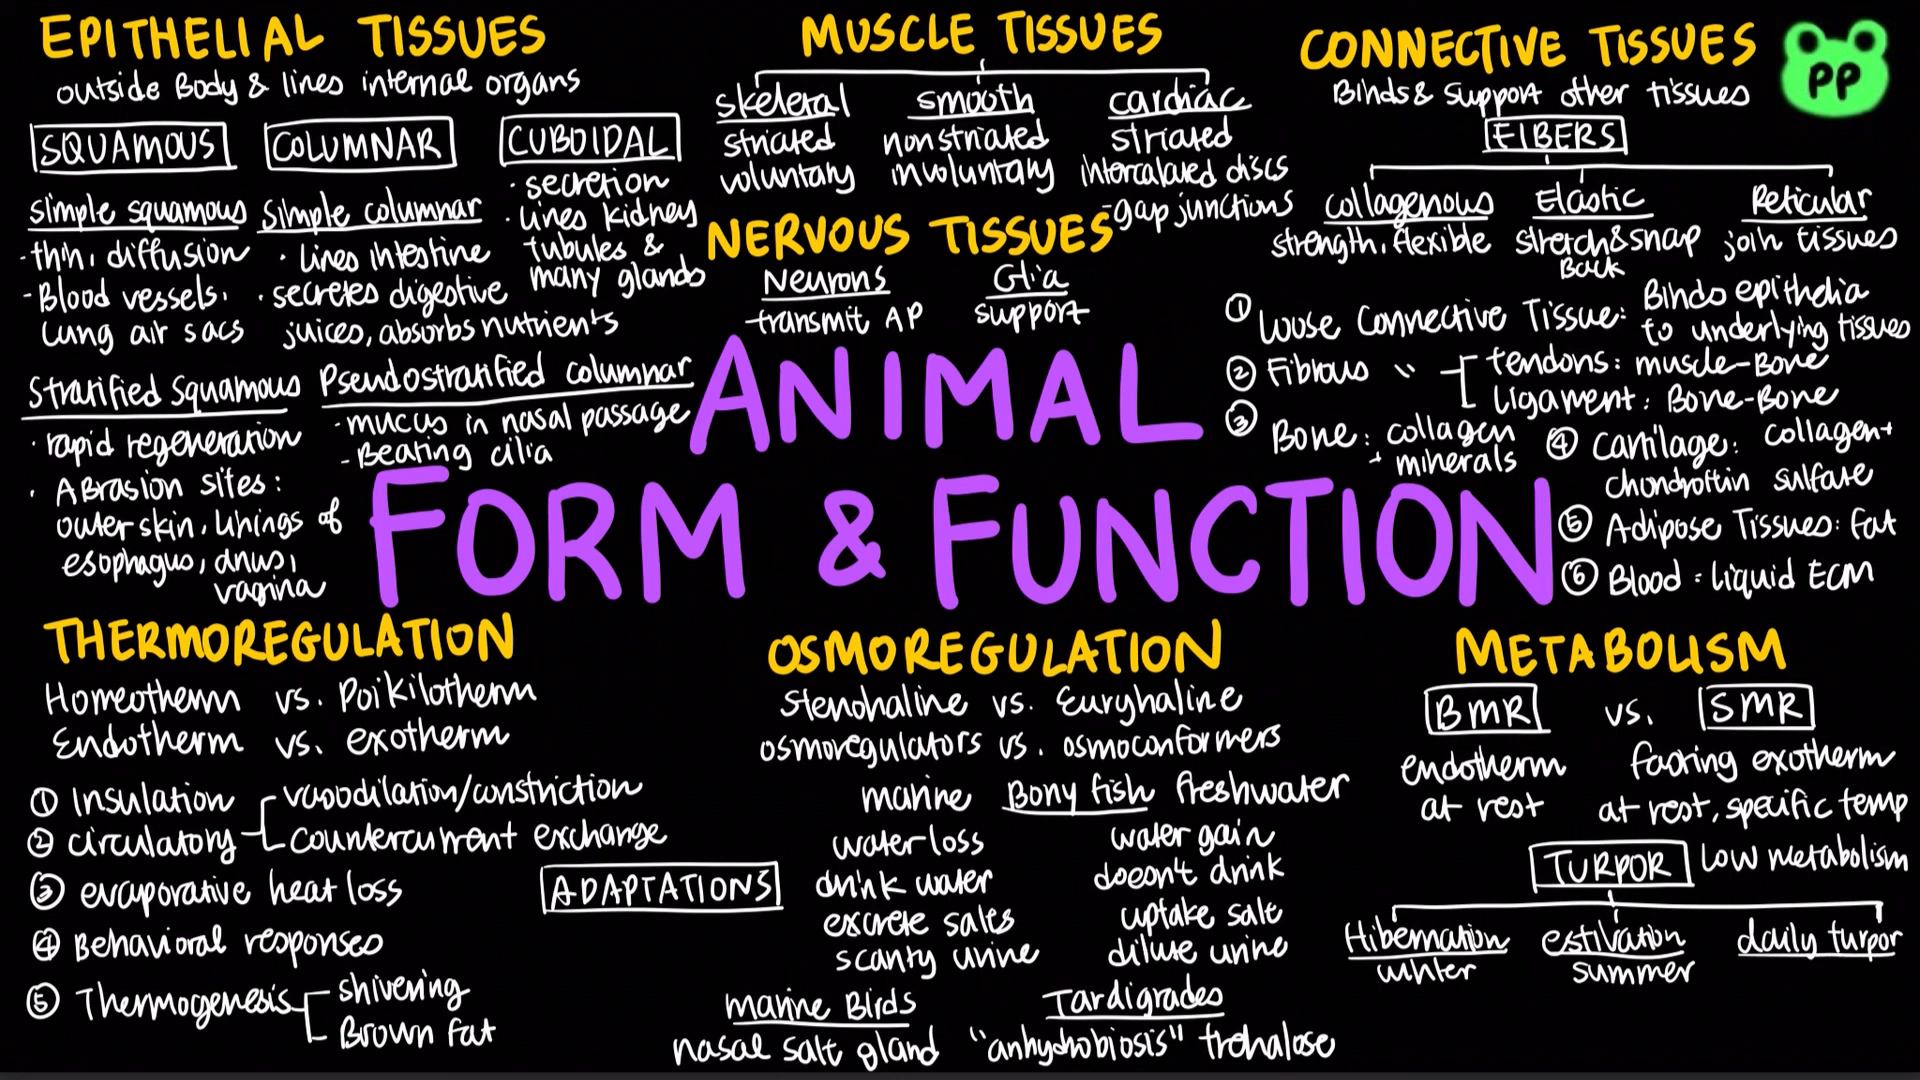 EPITHELIAL TISSUES
outside Body & lines internal organs
SQUAMOUS
simple squamous
- thin, diffusion
- Blood vessels,
lung air sacs
Stratified Squamous
· rapid regeneration
· Abrasion sites:
outer skin, linings of
esophagus, anus,
vagina
COLUMNAR
Simple columnar
· Lines intestine
· secretes digestive
juices, absorbs nutrients
Pseudostratified columnar
- mucus in nasal passage
- Beating cilia
CUBOIDAL
· secretion
· Lines kidney
tubules &
many glands
MUSCLE TISSUES
skeletal
striated
voluntary
smooth
nonstriated
involuntary
cardiac
striated
intercalated discs
- gap junctions
NERVOUS TISSUES
Neurons
transmit AP
Glia
support
CONNECTIVE TISSUES
PP
Binds & support other tissues
FIBERS
collagenous
strength, flexible
Elastic
stretch & snap
Back
Reticular
join tissues
① Loose Connective Tissue: Binds epithelia
to underlying tissues
② Fibrous " tendons: muscle-Bone
Ligament: Bone-Bone
③ Bone: collagen
+ minerals
④ Cartilage: collagen +
chondroitin sulfate
⑤ Adipose Tissues: fat
⑥ Blood: liquid ECM
ANIMAL
FORM & FUNCTION
THERMOREGULATION
Homeotherm vs. Poikilotherm
Endotherm vs. exotherm
① Insulation
② circulatory
vasodilation/constriction
countercurrent exchange
③ evaporative heat loss
④ Behavioral responses
⑤ Thermogenesis
shivering
Brown fat
ADAPTATIONS
OSMOREGULATION
Stenohaline vs. Euryhaline
osmoregulators vs. osmoconformers
marine Bony fish freshwater
water loss
drink water
excrete salts
scanty urine
water gain
doesn't drink
uptake salt
dilute urine
marine Birds
nasal salt gland
Tardigrades
"anhydrobiosis" trehalose
METABOLISM
BMR vs. SMR
endotherm
at rest
fasting exotherm
at rest, specific temp
TURPOR low metabolism
Hibernation
winter
estivation
summer
daily turpor